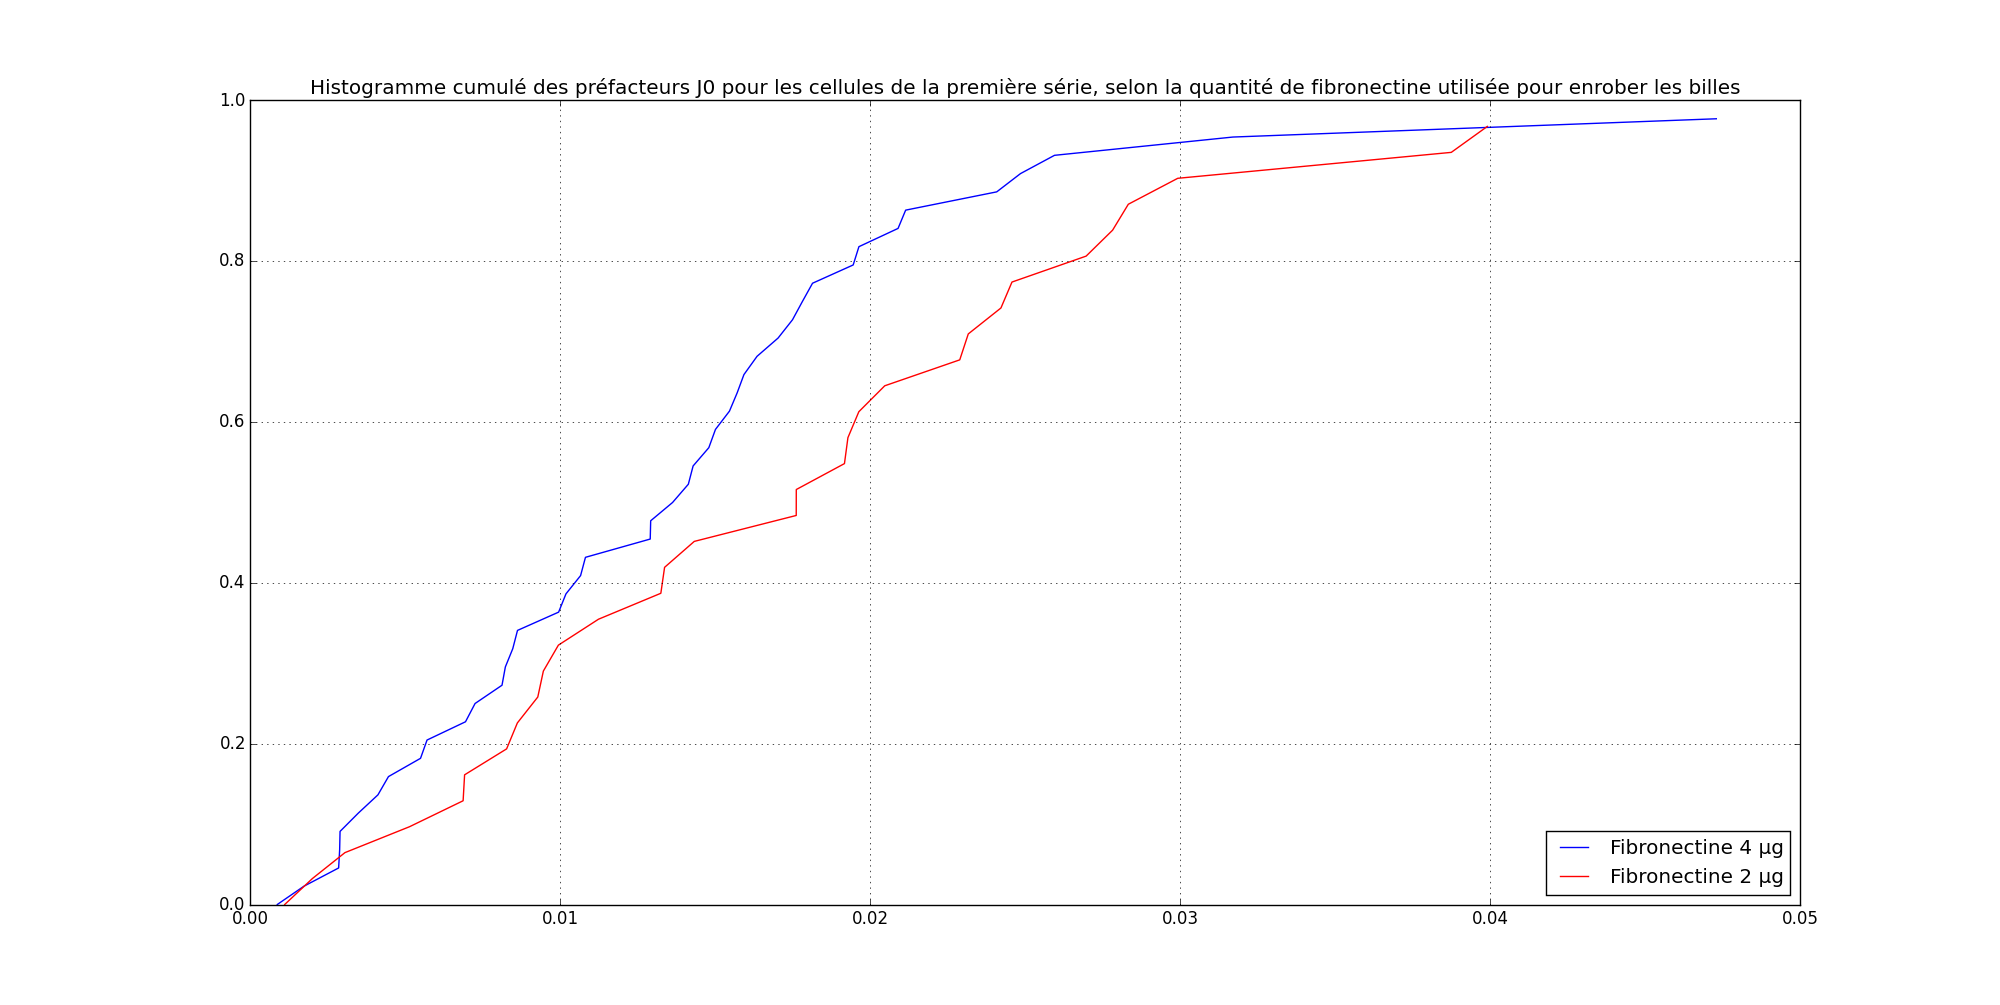 Histogramme cumulé des préfacteurs J0 pour les cellules de la première série, selon la quantité de fibronectine utilisée pour enrober les billes
1.0
0.8
0.6
0.4
0.2
0.0
Fibronectine 4 µg
Fibronectine 2 µg
0.00 0.01 0.02 0.03 0.04 0.05